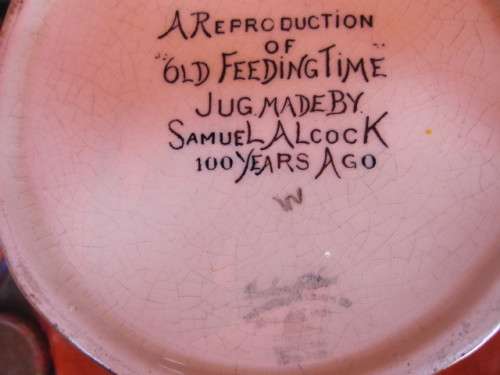 A REPRODUCTION
OF
"OLD FEEDING TIME"
JUG. MADE BY.
SAMUEL ALCOCK
100 YEARS AGO
W